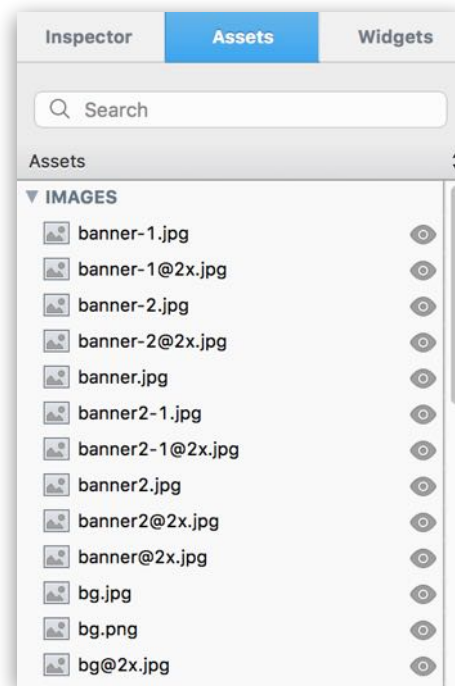 Inspector Assets Widgets
Search
Assets
IMAGES
banner-1.jpg
banner-1@2x.jpg
banner-2.jpg
banner-2@2x.jpg
banner.jpg
banner2-1.jpg
banner2-1@2x.jpg
banner2.jpg
banner2@2x.jpg
banner@2x.jpg
bg.jpg
bg.png
bg@2x.jpg